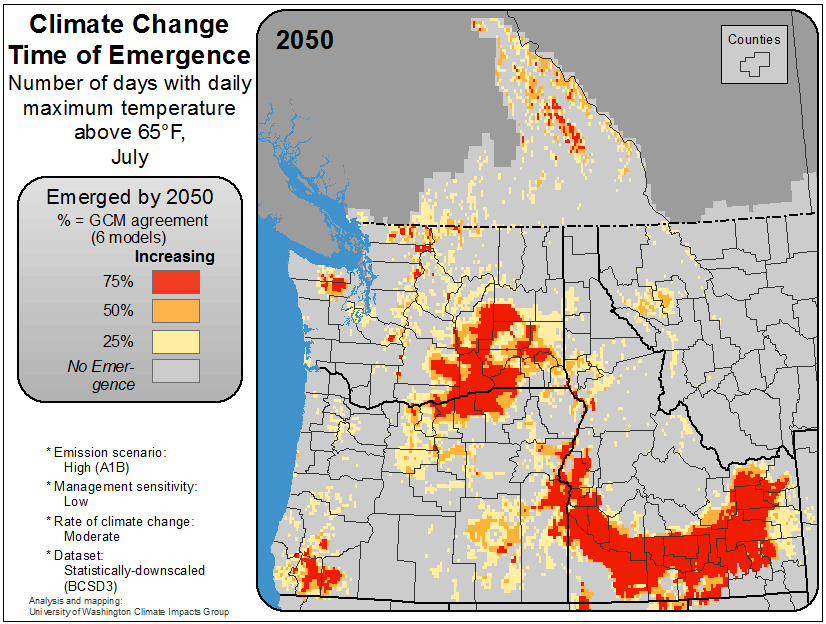 Climate Change
Time of Emergence
Number of days with daily
maximum temperature
above 65°F,
July
Emerged by 2050
% = GCM agreement
(6 models)
Increasing
75%
50%
25%
No Emer-
gence
* Emission scenario:
High (A1B)
* Management sensitivity:
Low
* Rate of climate change:
Moderate
* Dataset:
Statistically-downscaled
(BCSD3)
Analysis and mapping:
University of Washington Climate Impacts Group
2050
Counties